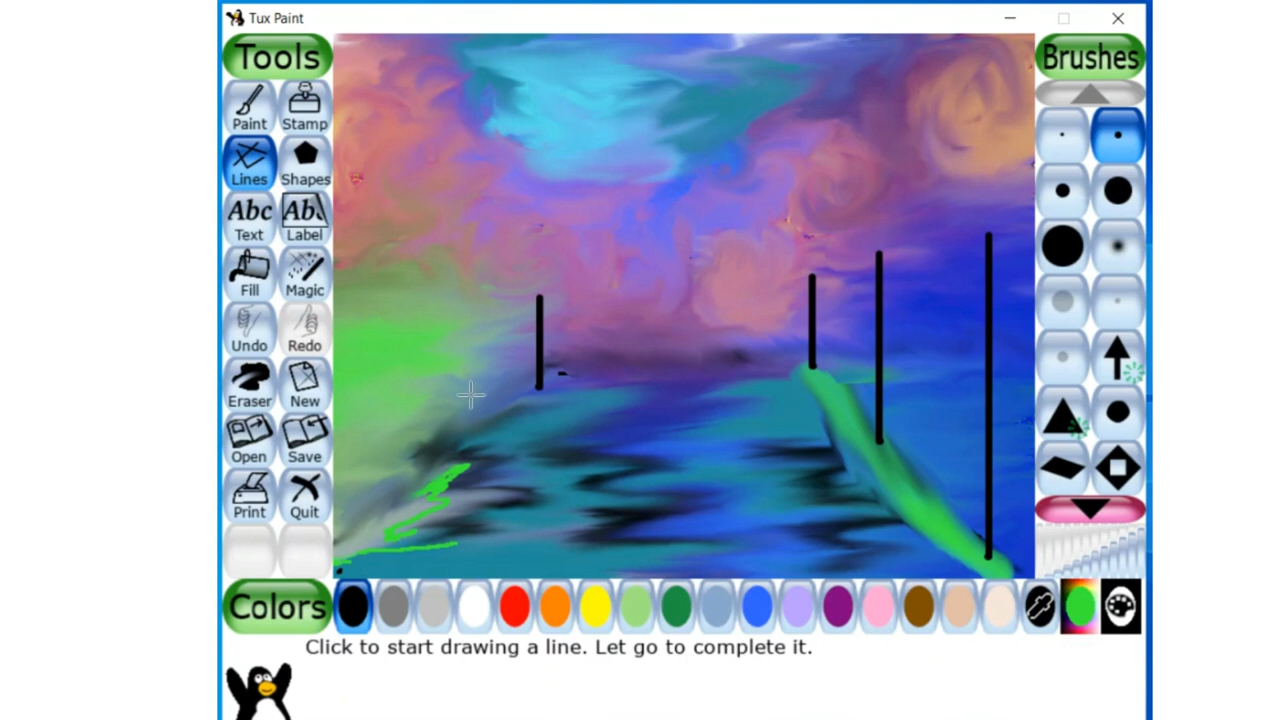 Tux Paint
Tools
Brushes
Paint
Stamp
Lines
Shapes
Abc
Abc
Text
Label
Fill
Magic
Undo
Redo
Eraser
New
Open
Save
Print
Quit
Colors
Click to start drawing a line. Let go to complete it.